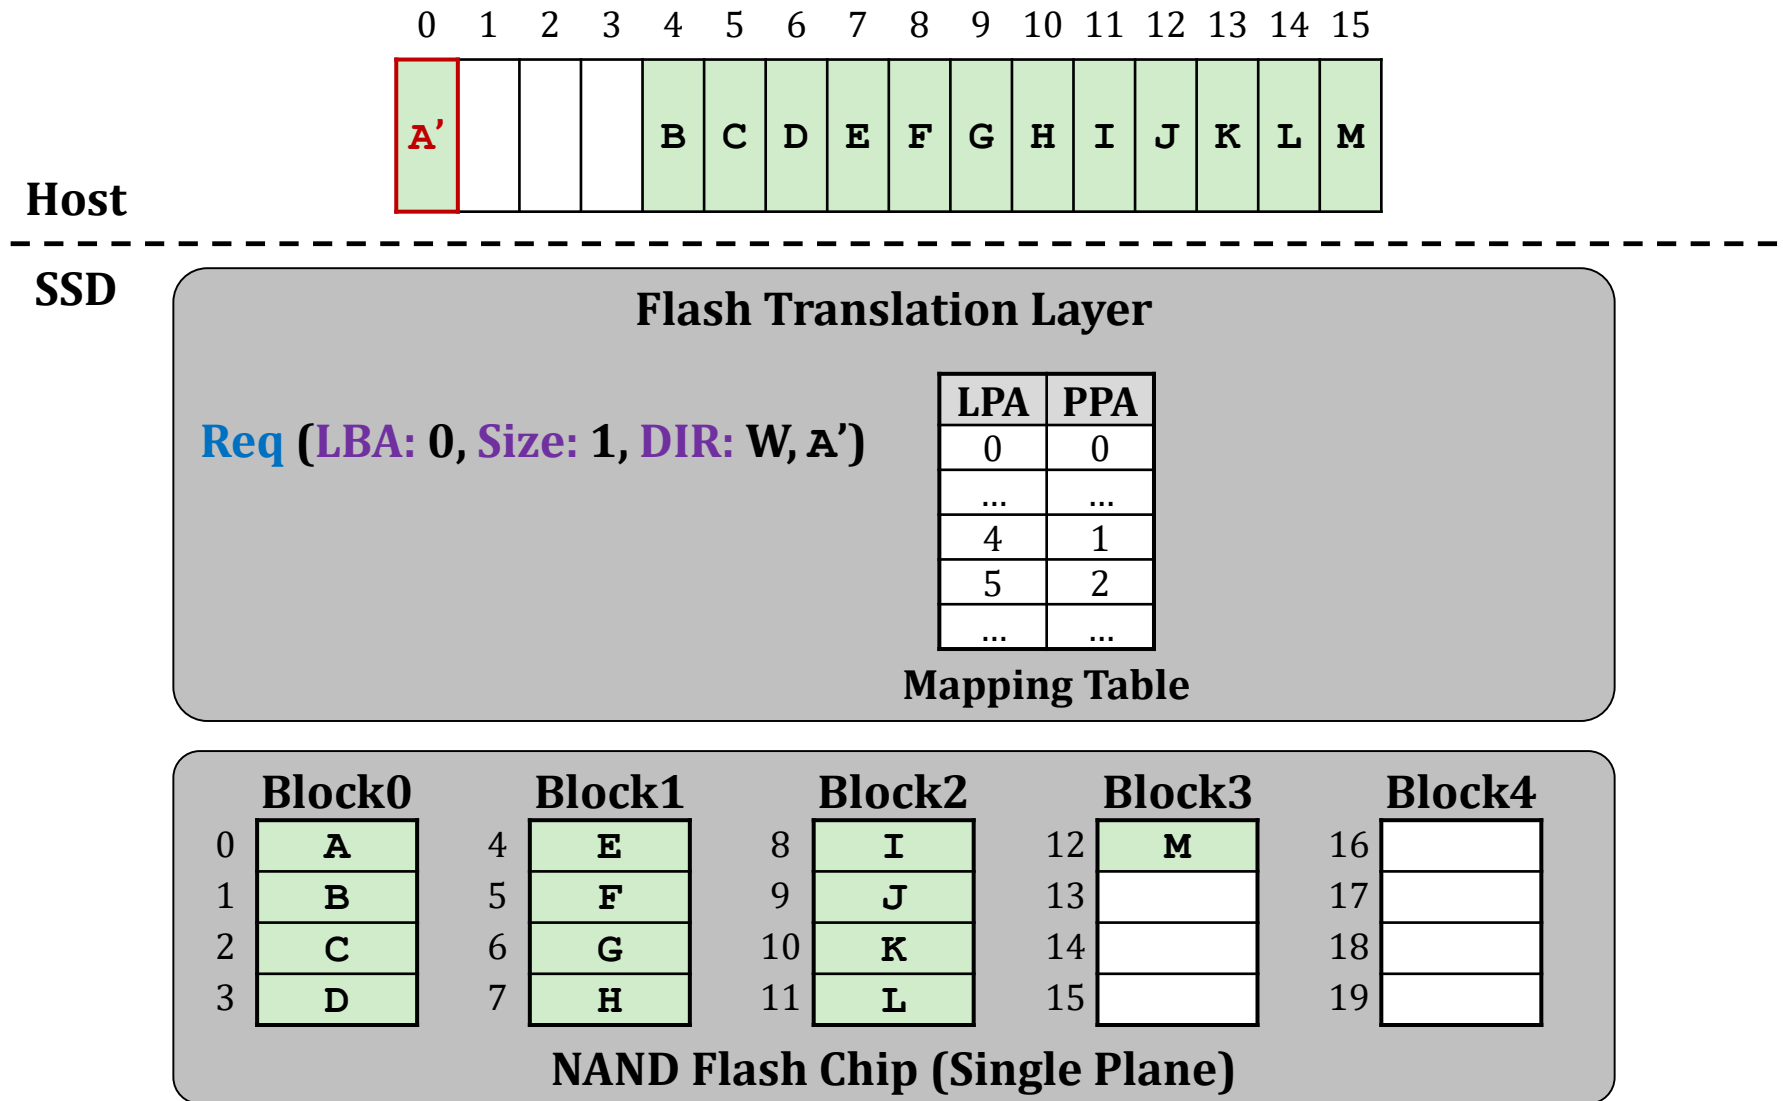 0 1 2 3 4 5 6 7 8 9 10 11 12 13 14 15
A’ B C D E F G H I J K L M
Host
SSD
Flash Translation Layer
Req (LBA: 0, Size: 1, DIR: W, A’)
LPA PPA
0 0
... ...
4 1
5 2
... ...
Mapping Table
Block0 Block1 Block2 Block3 Block4
0 A 4 E 8 I 12 M 16
1 B 5 F 9 J 13 17
2 C 6 G 10 K 14 18
3 D 7 H 11 L 15 19
NAND Flash Chip (Single Plane)